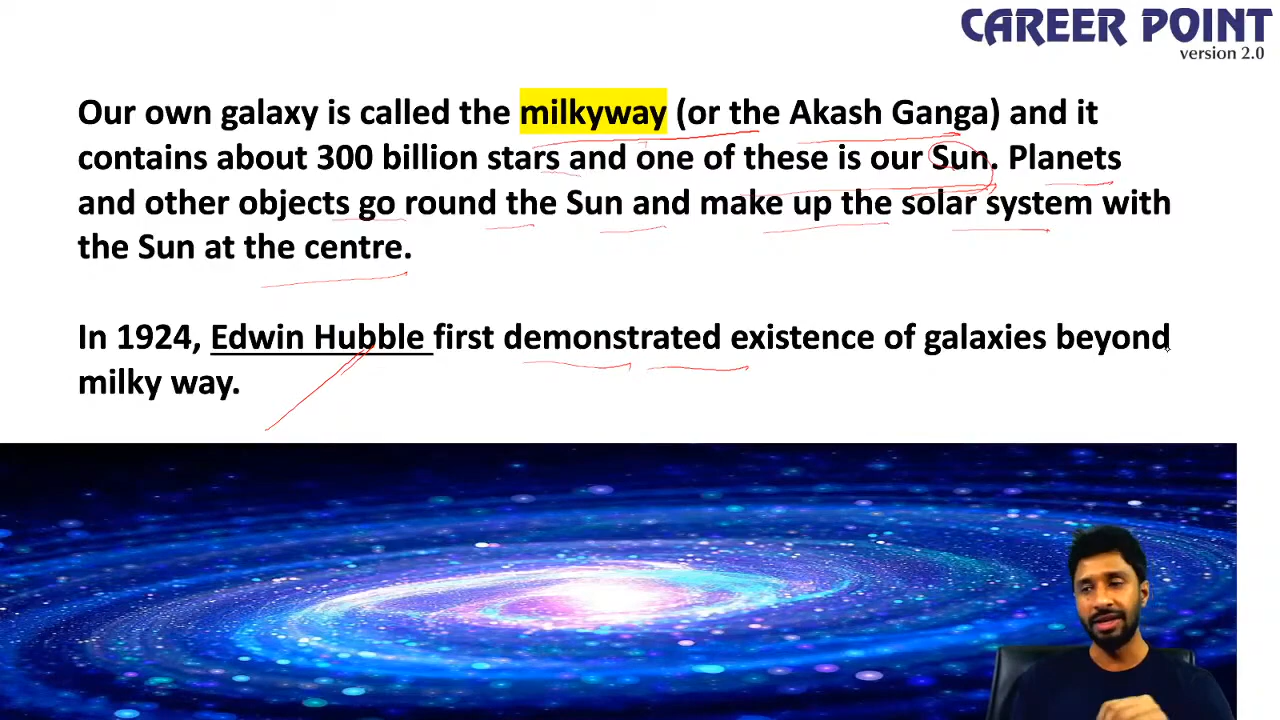 CAREER POINT
version 2.0
Our own galaxy is called the milkyway (or the Akash Ganga) and it
contains about 300 billion stars and one of these is our Sun. Planets
and other objects go round the Sun and make up the solar system with
the Sun at the centre.
In 1924, Edwin Hubble first demonstrated existence of galaxies beyond
milky way.